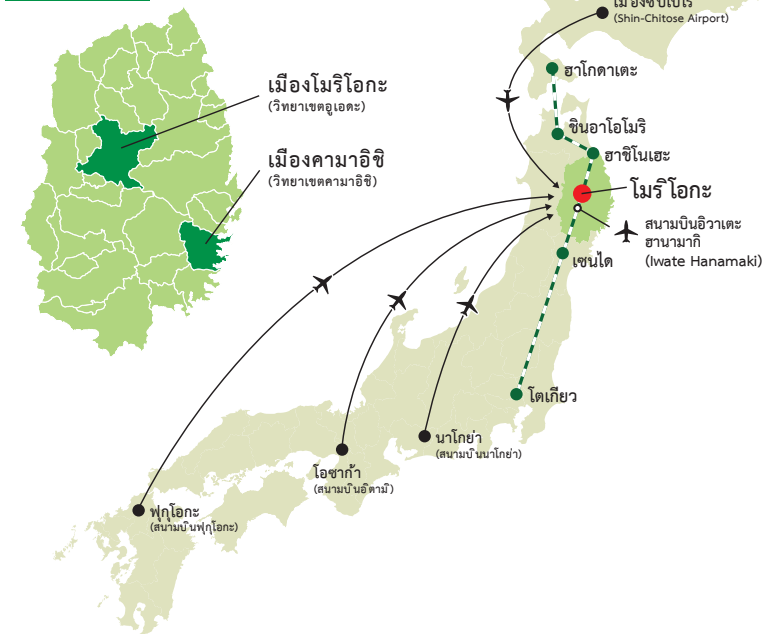 (Shin-Chitose Airport)
ฮาโกดาเตะ
ชินอาโอโมริ
ฮาชิโนเฮะ
โมริโอกะ
สนามบินอิวาเตะ
ฮานามากิ
(Iwate Hanamaki)
เซนได
โตเกียว
นาโกย่า
(สนามบินนาโกย่า)
โอซาก้า
(สนามบินอิตามิ)
ฟุกุโอกะ
(สนามบินฟุกุโอกะ)
เมืองโมริโอกะ
(วิทยาเขตอูเอดะ)
เมืองคามาอิชิ
(วิทยาเขตคามาอิชิ)